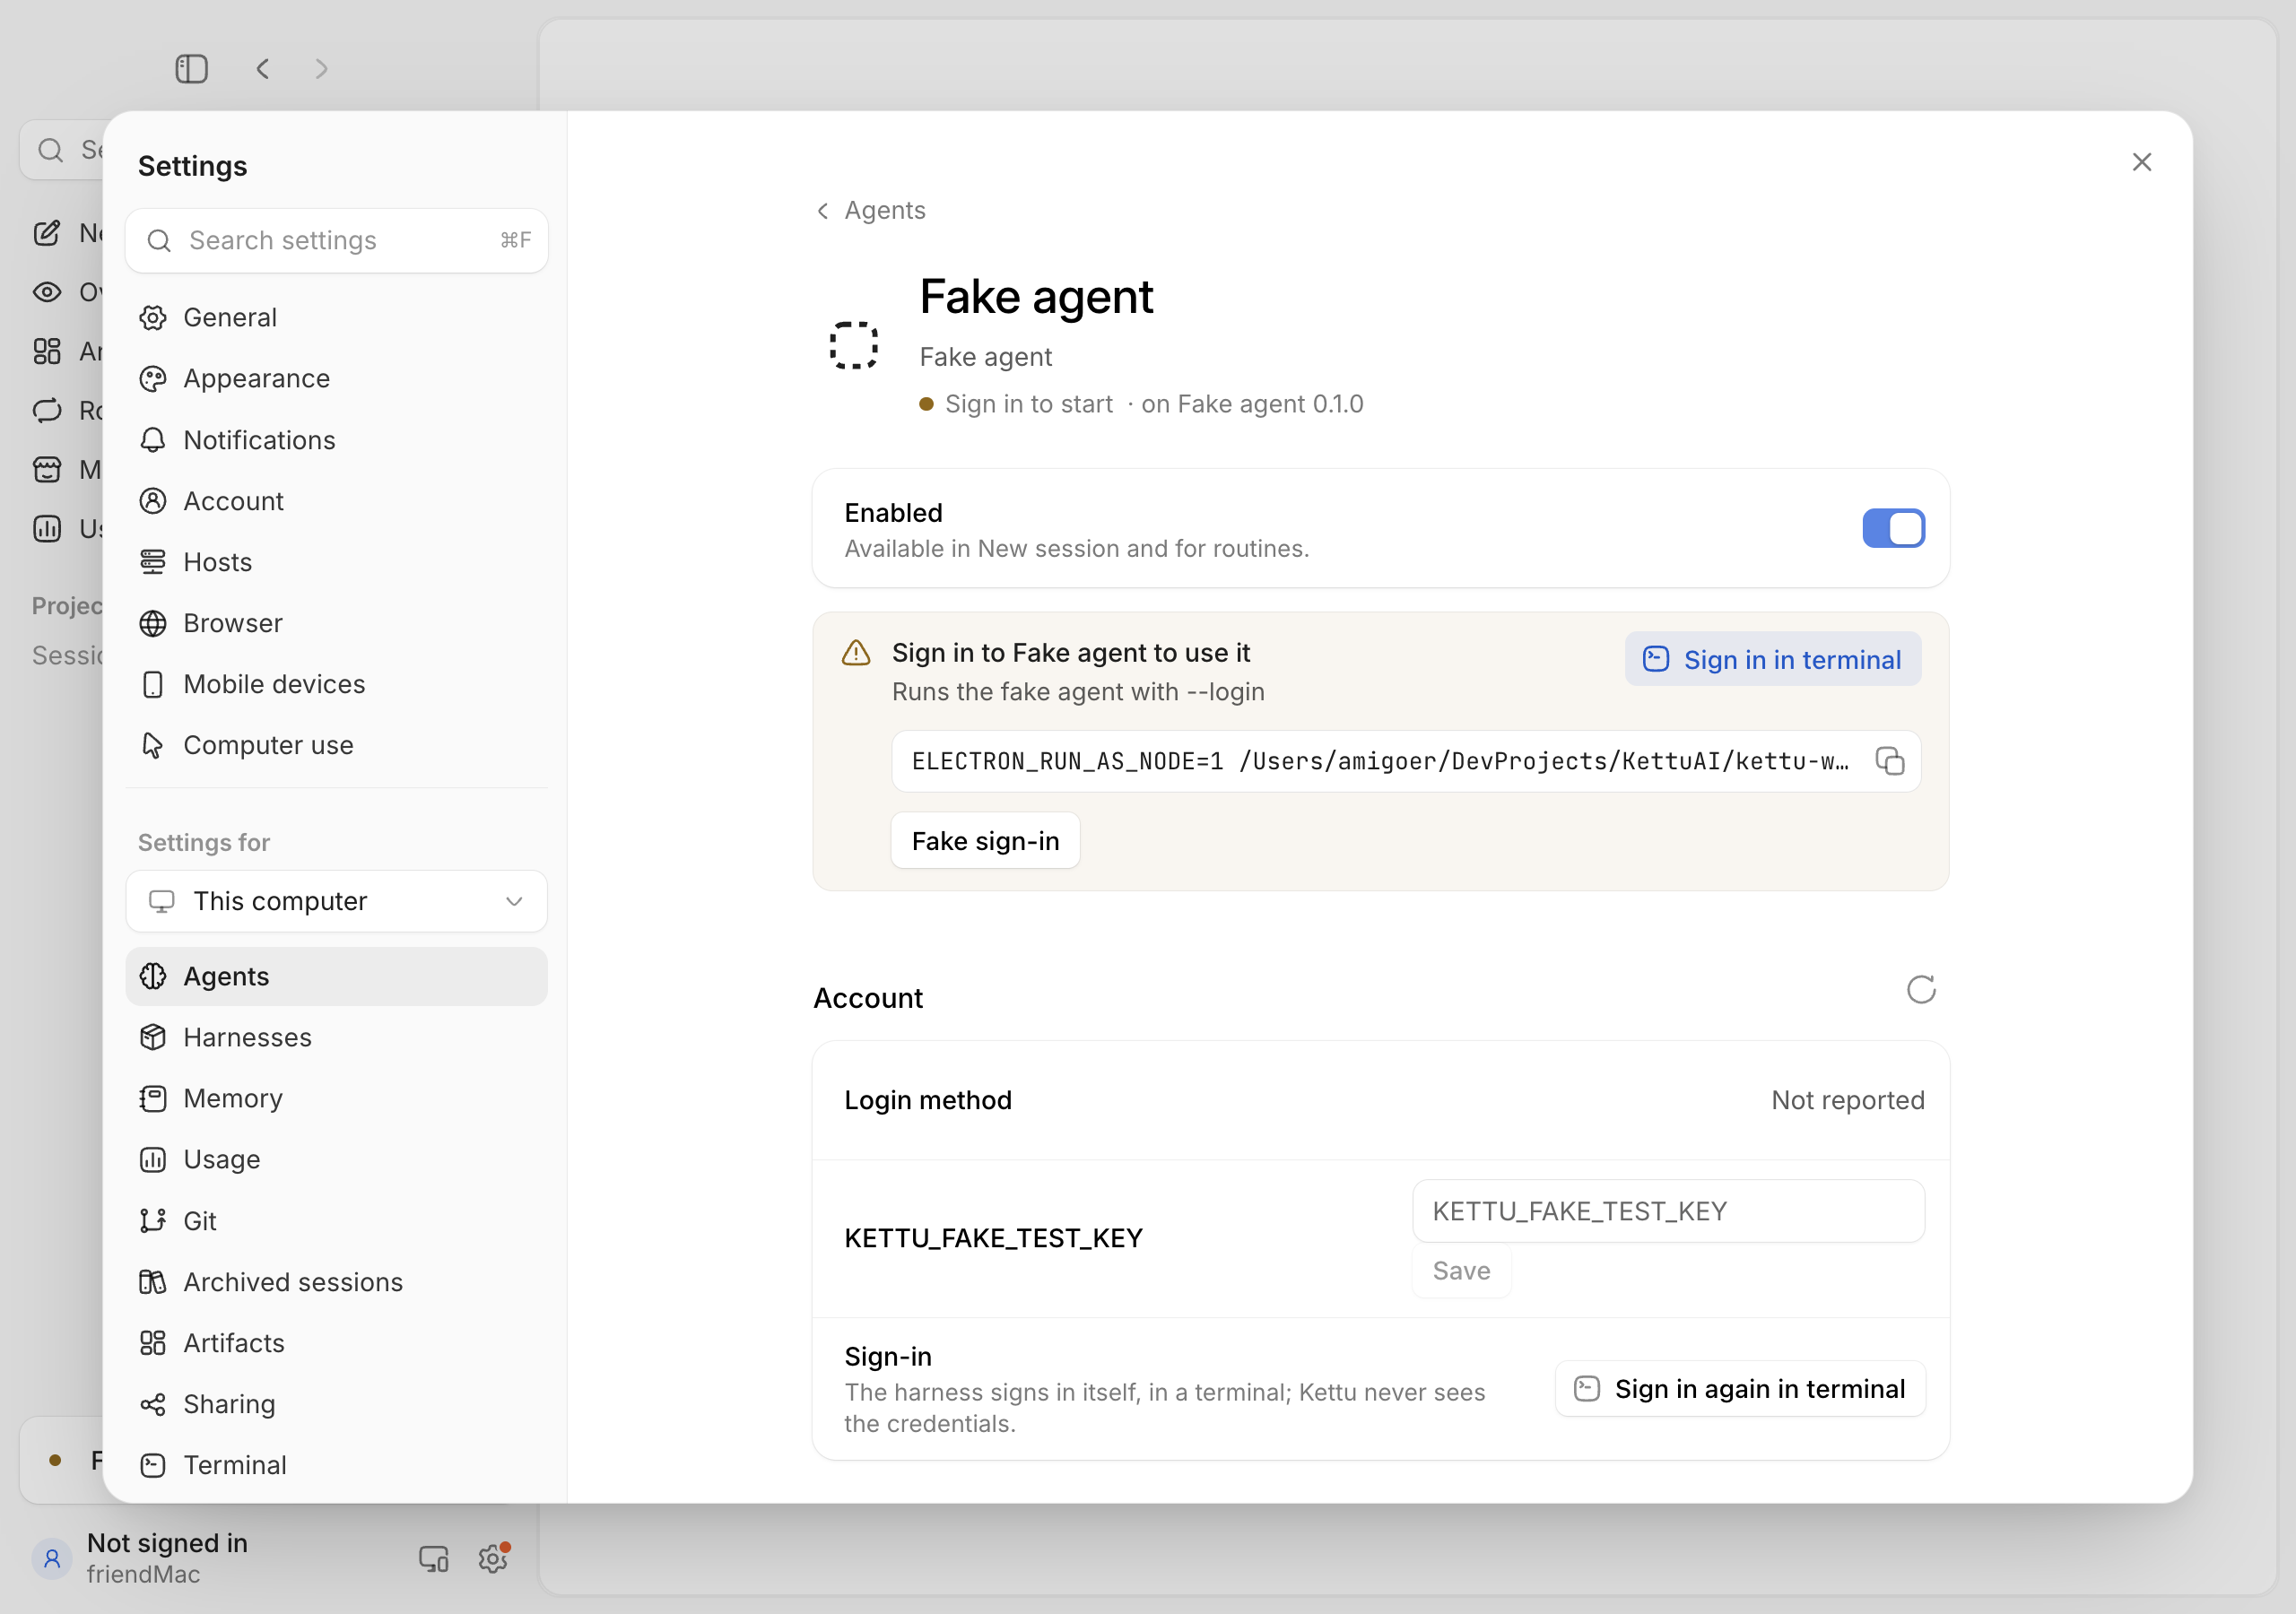 Settings
Search settings ⌘F
General
Appearance
Notifications
Account
Hosts
Browser
Mobile devices
Computer use
Settings for
This computer
Agents
Harnesses
Memory
Usage
Git
Archived sessions
Artifacts
Sharing
Terminal
Not signed in
friendMac
Agents
Fake agent
Fake agent
Sign in to start · on Fake agent 0.1.0
Enabled
Available in New session and for routines.
Sign in to Fake agent to use it
Runs the fake agent with --login
Sign in in terminal
ELECTRON_RUN_AS_NODE=1 /Users/amigoer/DevProjects/KettuAI/kettu-w…
Fake sign-in
Account
Login method
Not reported
KETTU_FAKE_TEST_KEY
KETTU_FAKE_TEST_KEY
Save
Sign-in
The harness signs in itself, in a terminal; Kettu never sees
the credentials.
Sign in again in terminal